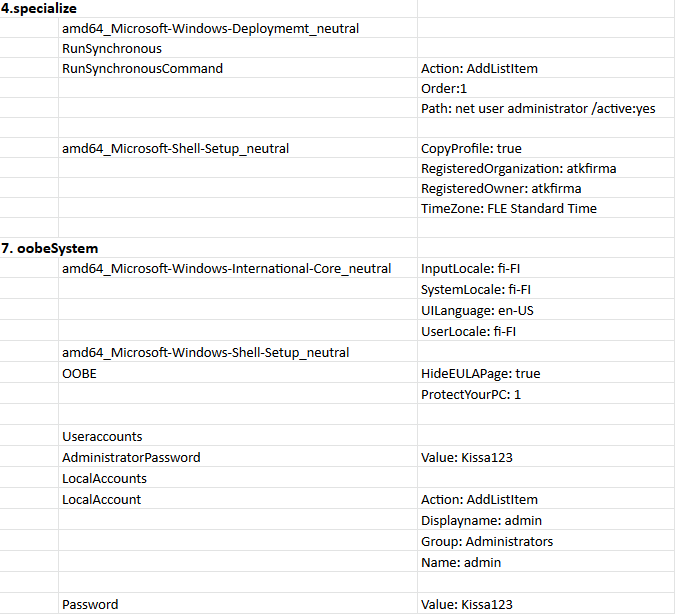 4.specialize
amd64_Microsoft-Windows-Deploymemt_neutral
RunSynchronous
RunSynchronousCommand Action: AddListItem
Order:1
Path: net user administrator /active:yes
amd64_Microsoft-Shell-Setup_neutral CopyProfile: true
RegisteredOrganization: atkfirma
RegisteredOwner: atkfirma
TimeZone: FLE Standard Time
7. oobeSystem
amd64_Microsoft-Windows-International-Core_neutral InputLocale: fi-FI
SystemLocale: fi-FI
UILanguage: en-US
UserLocale: fi-FI
amd64_Microsoft-Windows-Shell-Setup_neutral
OOBE HideEULAPage: true
ProtectYourPC: 1
Useraccounts
AdministratorPassword Value: Kissa123
LocalAccounts
LocalAccount Action: AddListItem
Displayname: admin
Group: Administrators
Name: admin
Password Value: Kissa123